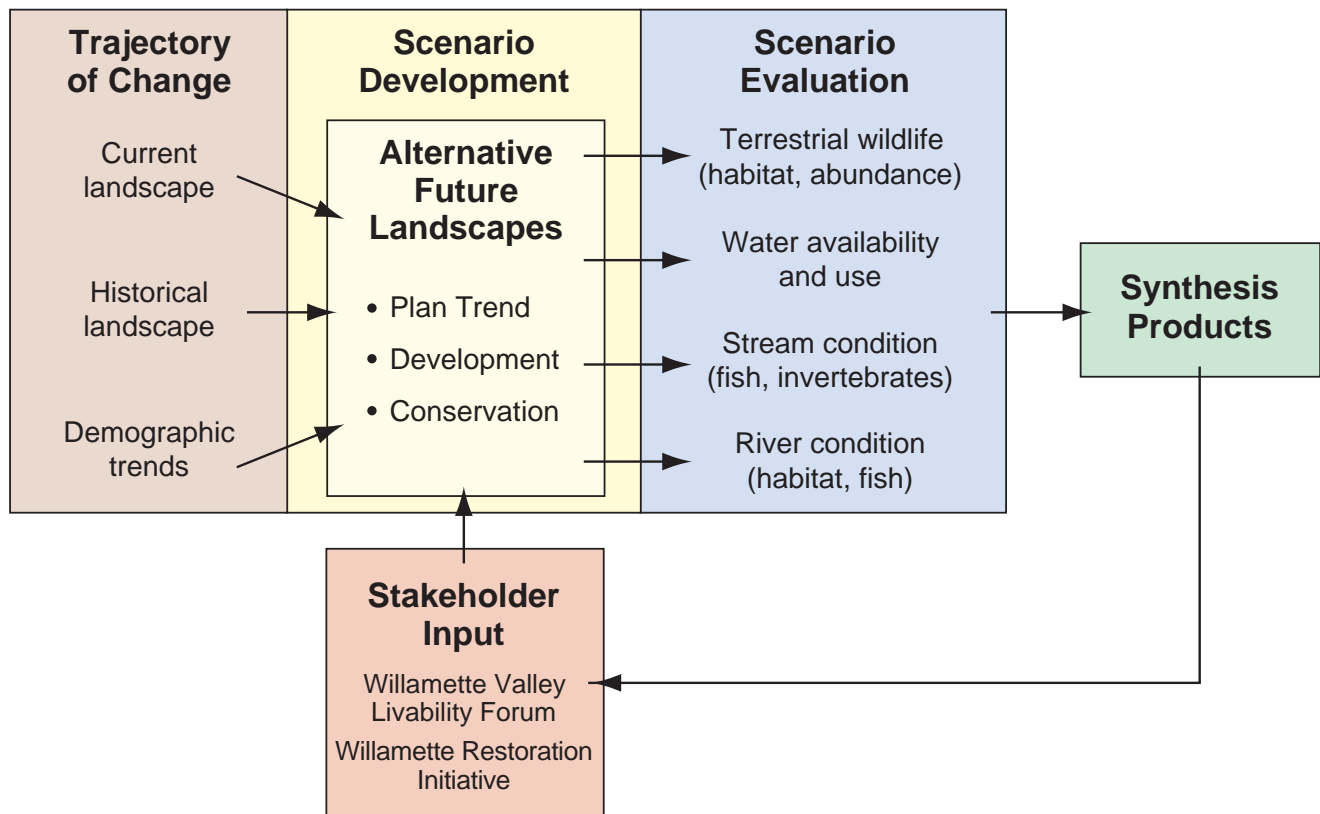 Trajectory
of Change
Current
landscape
Historical
landscape
Demographic
trends
Scenario
Development
Alternative
Future
Landscapes
• Plan Trend
• Development
• Conservation
Scenario
Evaluation
Terrestrial wildlife
(habitat, abundance)
Water availability
and use
Stream condition
(fish, invertebrates)
River condition
(habitat, fish)
Synthesis
Products
Stakeholder
Input
Willamette Valley
Livability Forum
Willamette Restoration
Initiative